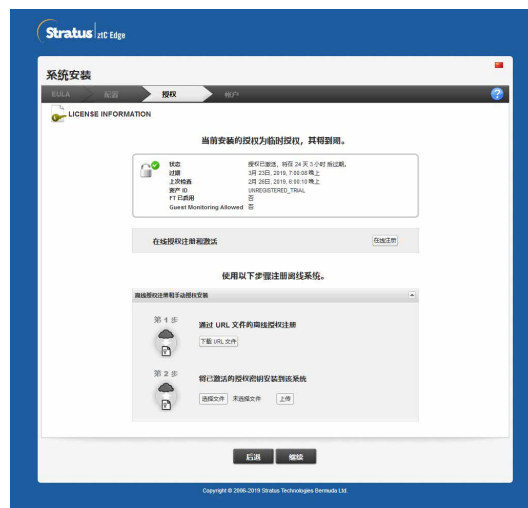 Stratus ztC Edge
系统安装
EULA 配置 授权 帐户
LICENSE INFORMATION
当前安装的授权为临时授权，其将到期。
状态 授权已激活，将在 24 天 3 小时 后过期。
过期 3月 23日, 2019, 7:00:08 晚上
上次检查 2月 26日, 2019, 6:00:10 晚上
资产 ID UNREGISTERED_TRIAL
FT 已启用 否
Guest Monitoring Allowed 否
在线授权注册和激活 在线注册
使用以下步骤注册离线系统。
离线授权注册和手动授权安装
第 1 步
通过 URL 文件的离线授权注册
下载 URL 文件
第 2 步
将已激活的授权密钥安装到该系统
选择文件 未选择文件 上传
后退 继续
Copyright © 2006-2019 Stratus Technologies Bermuda Ltd.